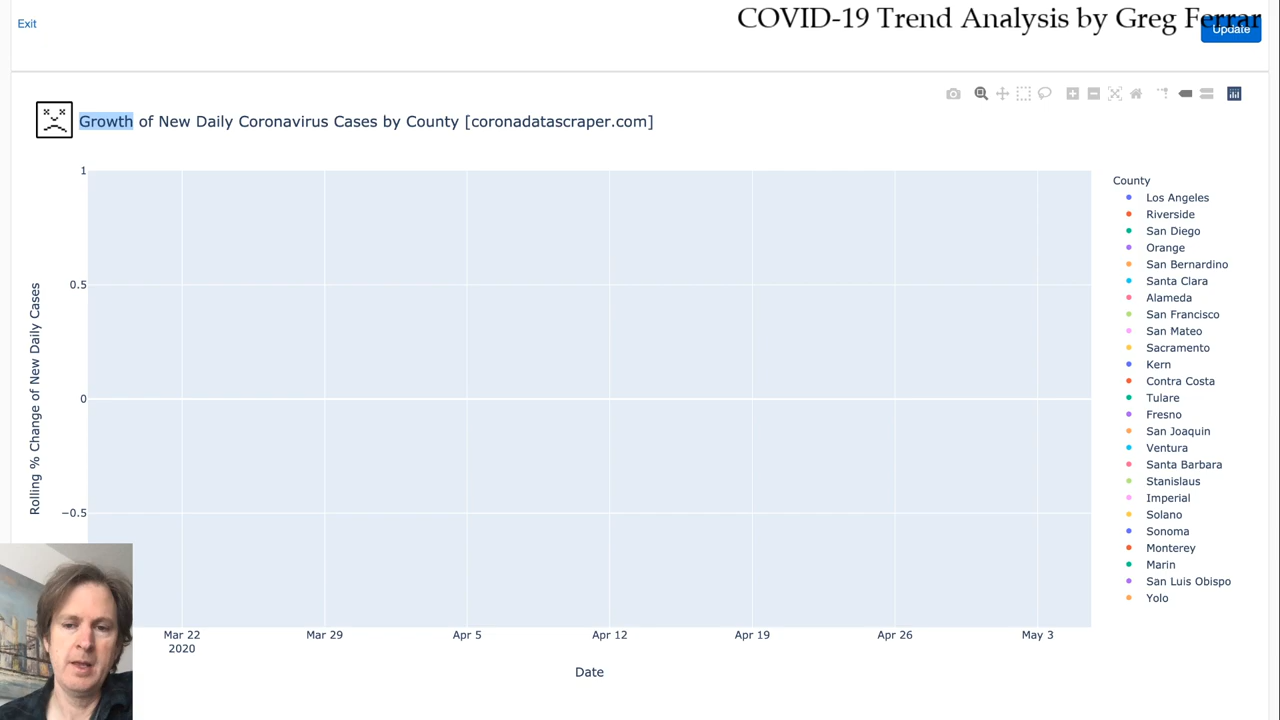 Exit
COVID-19 Trend Analysis by Greg Ferrar
Update
Growth of New Daily Coronavirus Cases by County [coronadatascraper.com]
Rolling % Change of New Daily Cases
1
0.5
0
−0.5
Mar 22
2020
Mar 29
Apr 5
Apr 12
Apr 19
Apr 26
May 3
Date
County
Los Angeles
Riverside
San Diego
Orange
San Bernardino
Santa Clara
Alameda
San Francisco
San Mateo
Sacramento
Kern
Contra Costa
Tulare
Fresno
San Joaquin
Ventura
Santa Barbara
Stanislaus
Imperial
Solano
Sonoma
Monterey
Marin
San Luis Obispo
Yolo